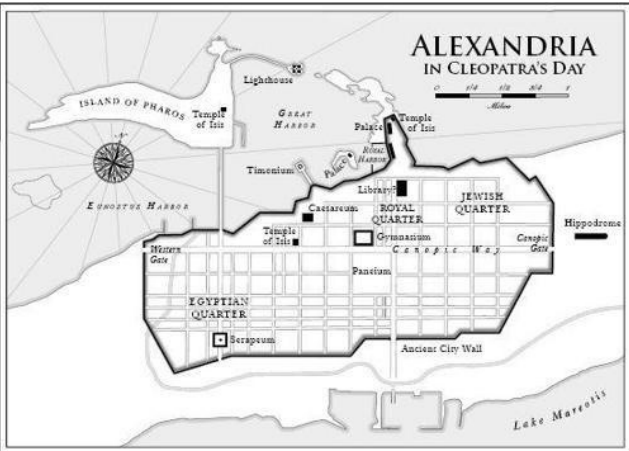 ALEXANDRIA
IN CLEOPATRA'S DAY
0 1/4 1/2 3/4 1
Miles
Lighthouse
ISLAND OF PHAROS
Temple
of Isis
GREAT
HARBOR
Palace
Temple
of Isis
ROYAL
HARBOR
N
Timonium
Palace
EUNOSTUS HARBOR
Library?
Caesareum
ROYAL
QUARTER
JEWISH
QUARTER
Hippodrome
Temple
of Isis
Gymnasium
Western
Gate
Canopic Way
Canopic
Gate
Paneium
EGYPTIAN
QUARTER
Serapeum
Ancient City Wall
Lake Mareotis